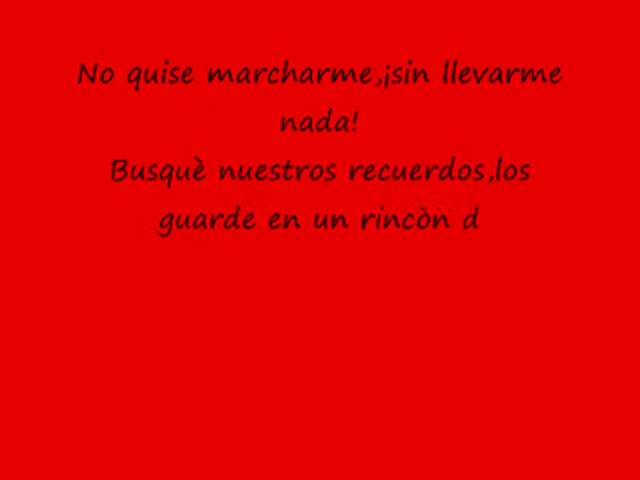 No quise marcharme,¡sin llevarme
nada!
Busquè nuestros recuerdos,los
guarde en un rincòn d